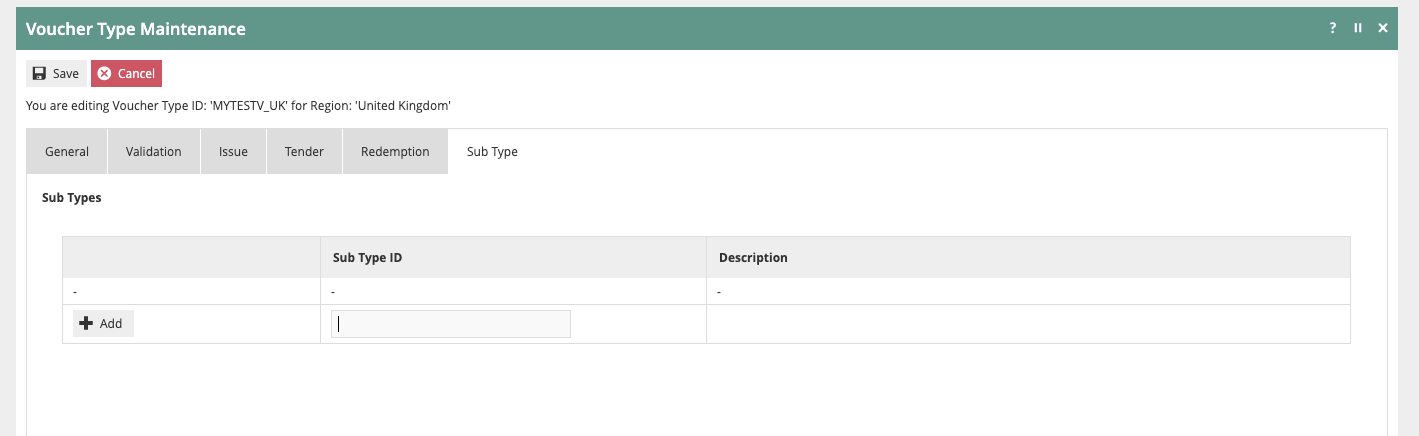 Voucher Type Maintenance ? II ×
Save Cancel
You are editing Voucher Type ID: 'MYTESTV_UK' for Region: 'United Kingdom'
General Validation Issue Tender Redemption Sub Type
Sub Types
Sub Type ID Description
- - -
Add